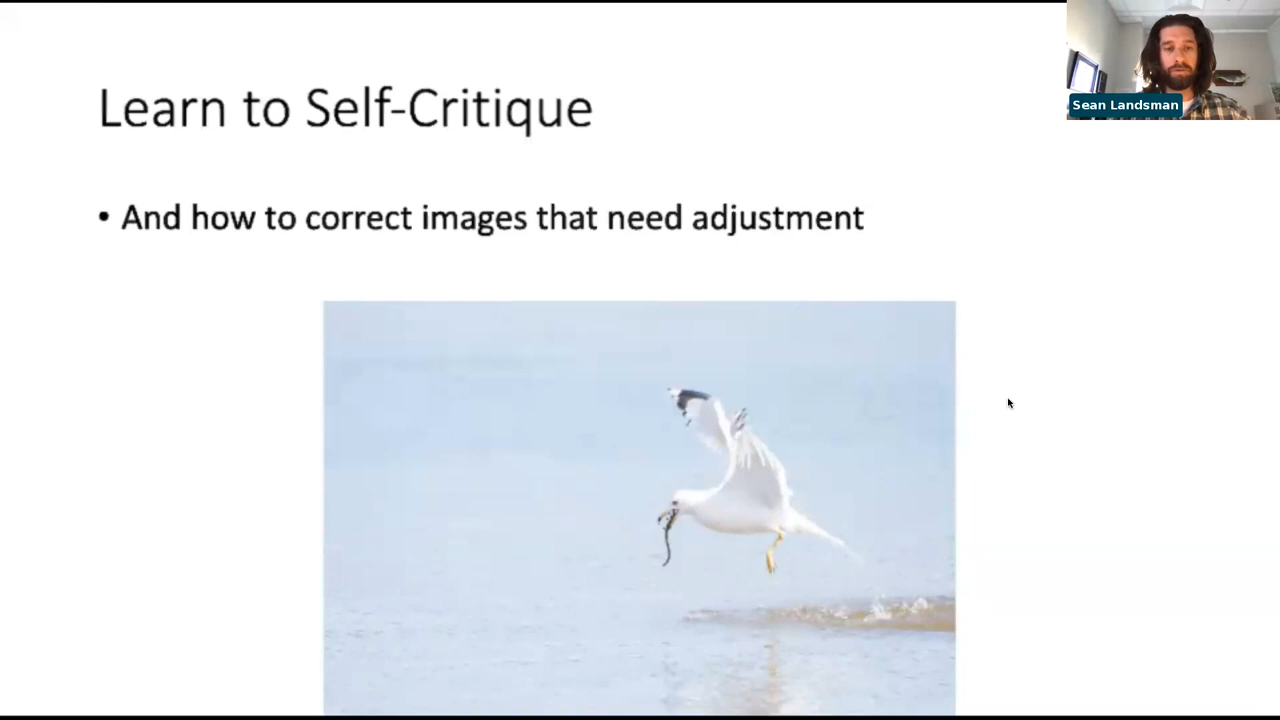 Learn to Self-Critique
• And how to correct images that need adjustment
Sean Landsman